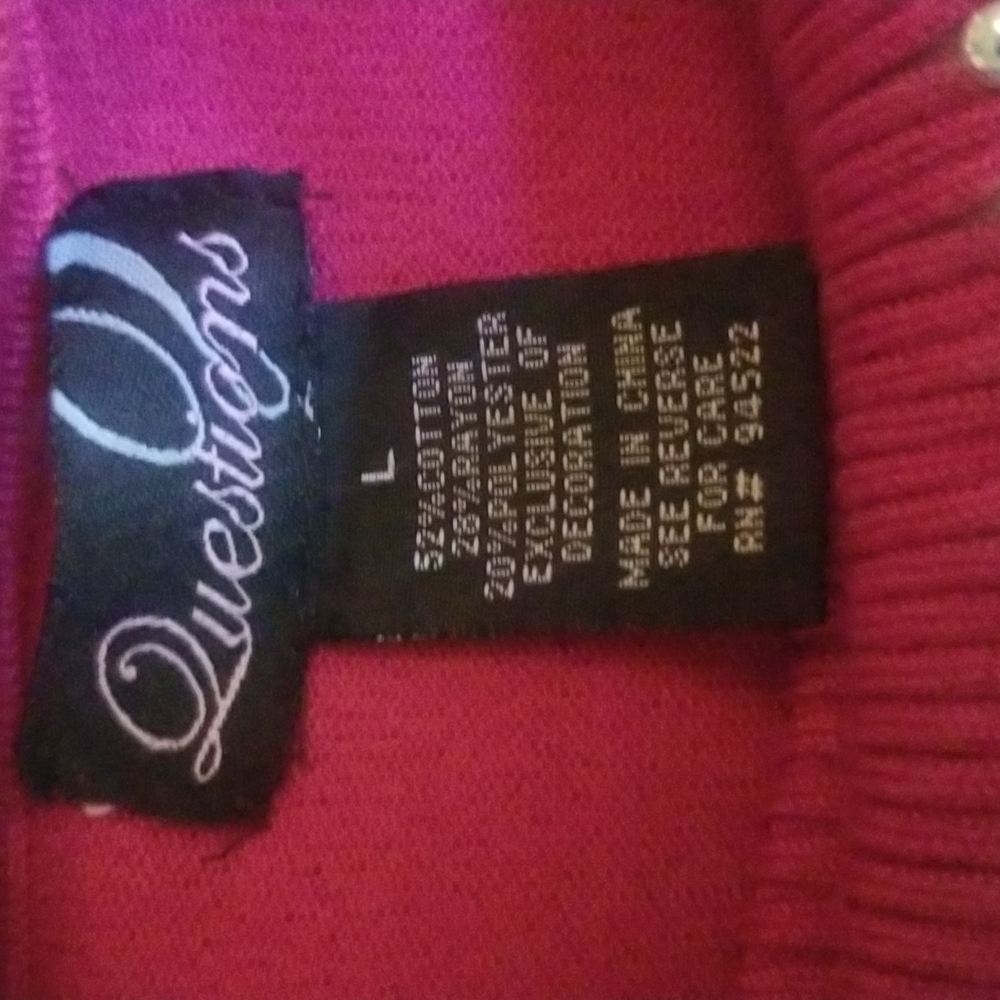 Questions
L
52%COTTON
28%RAYON
20%POLYESTER
EXCLUSIVE OF
DECORATION
MADE IN CHINA
SEE REVERSE
FOR CARE
RN# 94522